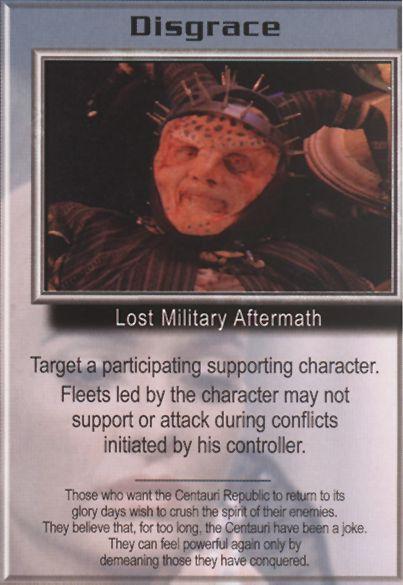 Disgrace
Lost Military Aftermath
Target a participating supporting character.
Fleets led by the character may not
support or attack during conflicts
initiated by his controller.
Those who want the Centauri Republic to return to its
glory days wish to crush the spirit of their enemies.
They believe that, for too long, the Centauri have been a joke.
They can feel powerful again only by
demeaning those they have conquered.